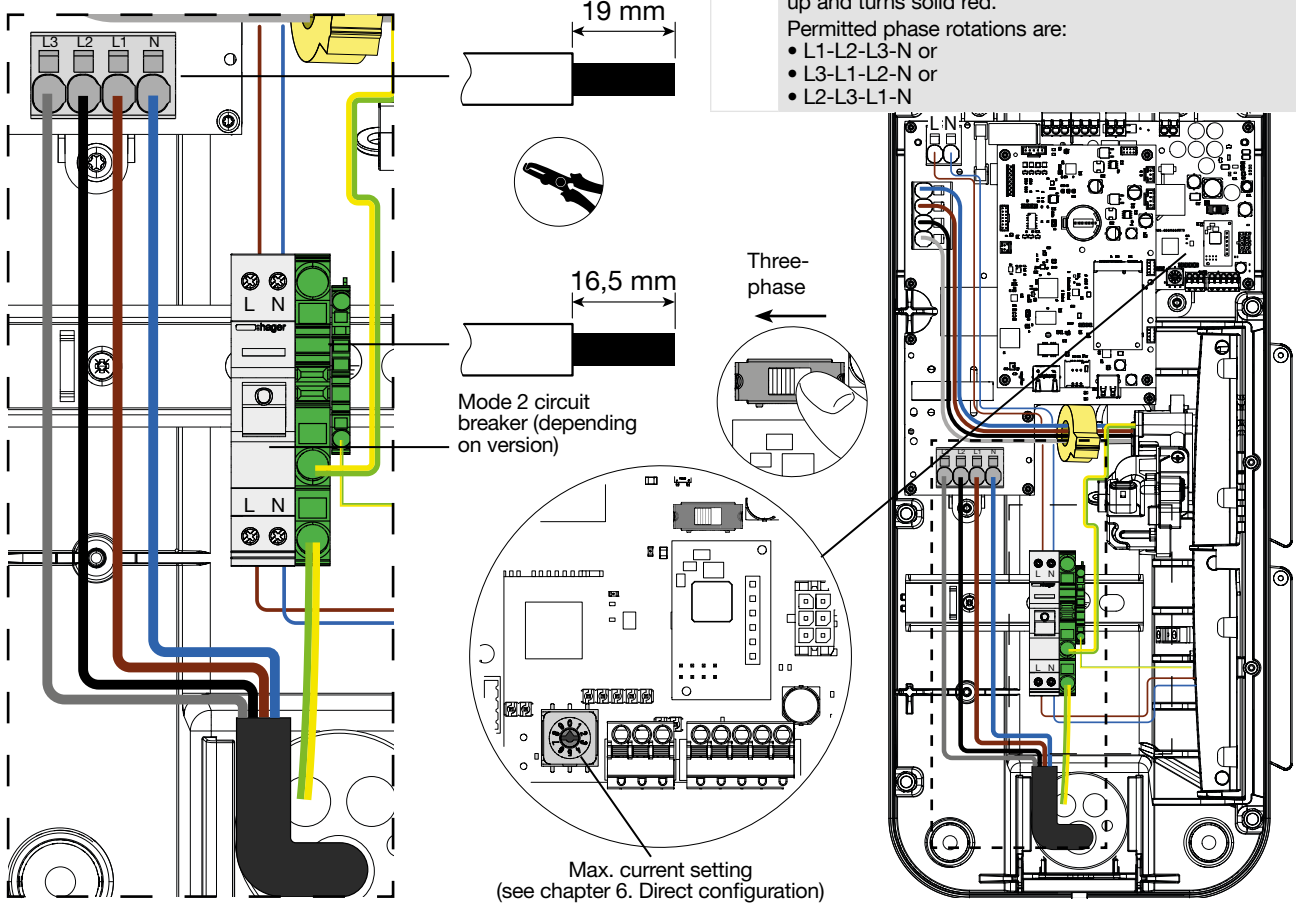 up and turns solid red.
Permitted phase rotations are:
• L1-L2-L3-N or
• L3-L1-L2-N or
• L2-L3-L1-N
19 mm
L3 L2 L1 N
16,5 mm
Three-
phase
L N
:hager
Mode 2 circuit
breaker (depending
on version)
L N
L N
L2 L1 N
L N
L N
Max. current setting
(see chapter 6. Direct configuration)